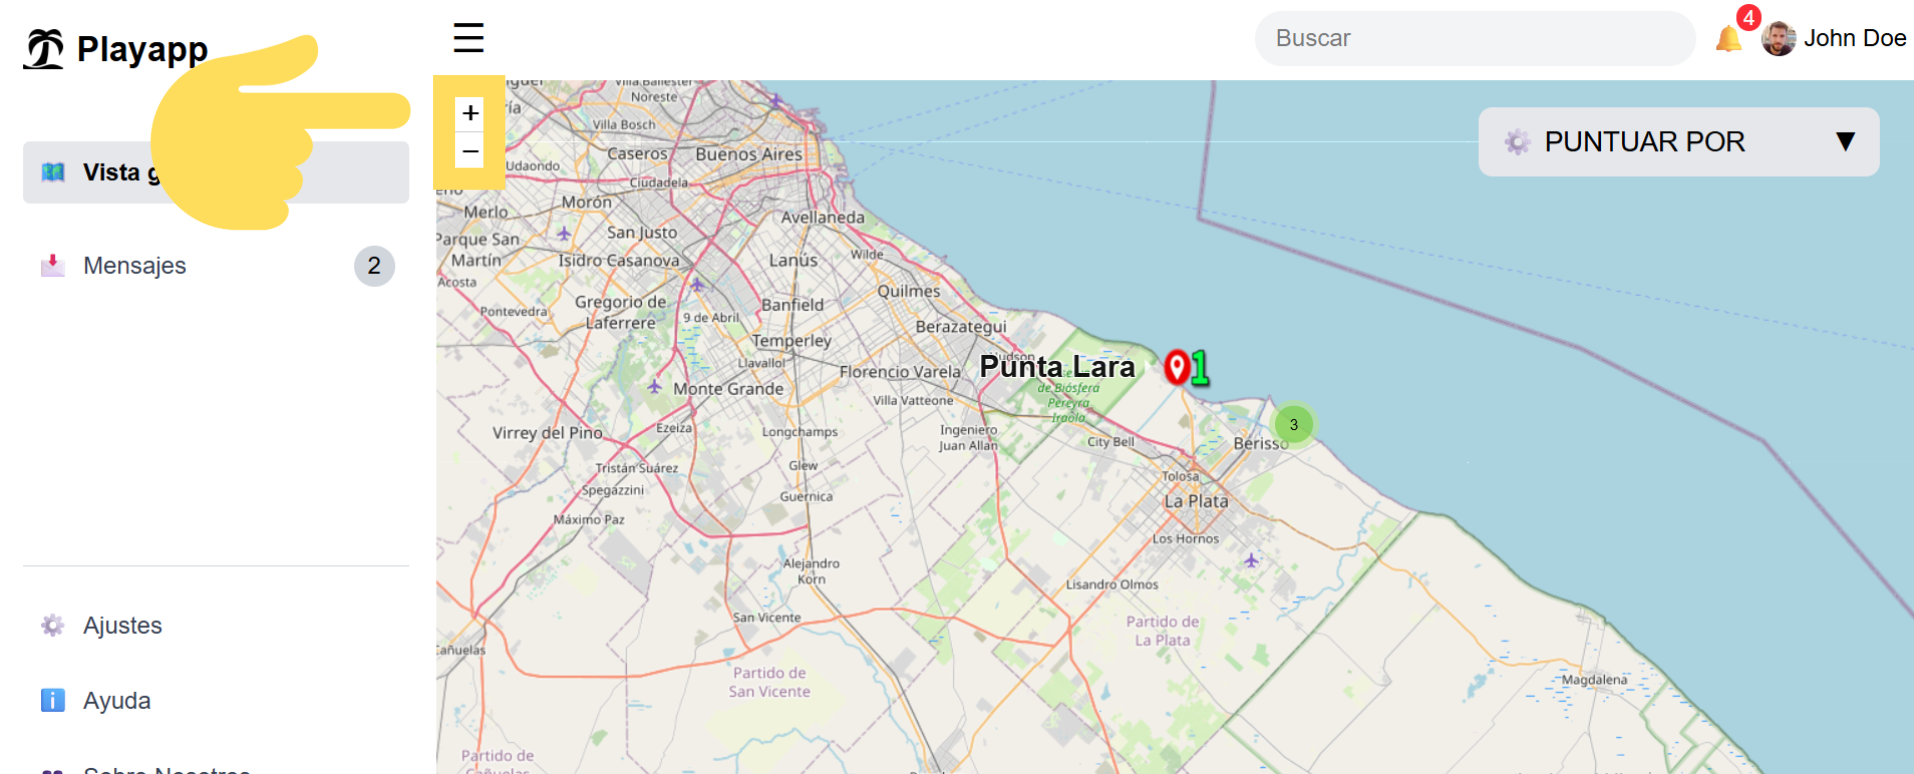 Playapp
☰
Buscar
4
John Doe
Vista g
Mensajes
2
Ajustes
Ayuda
Sobre Nosotros
+
−
PUNTUAR POR ▼
Villa Ballester
Noreste
Villa Bosch
Caseros
Buenos Aires
Udaondo
Ciudadela
Merlo
Morón
Avellaneda
Parque San
Martín
San Justo
Isidro Casanova
Lanús
Wilde
Acosta
Pontevedra
Gregorio de
Laferrere
9 de Abril
Banfield
Quilmes
Berazategui
Temperley
Llavallol
Hudson
Punta Lara
1
Florencio Varela
Monte Grande
Villa Vatteone
de Biósfera
Pereyra
Iraola
3
Virrey del Pino
Ezeiza
Longchamps
Ingeniero
Juan Allan
City Bell
Berisso
Tristán Suárez
Glew
Tolosa
Spegazzini
Guernica
La Plata
Máximo Paz
Los Hornos
Alejandro
Korn
Lisandro Olmos
San Vicente
Partido de
La Plata
Cañuelas
Partido de
San Vicente
Magdalena
Partido de
Cañuelas